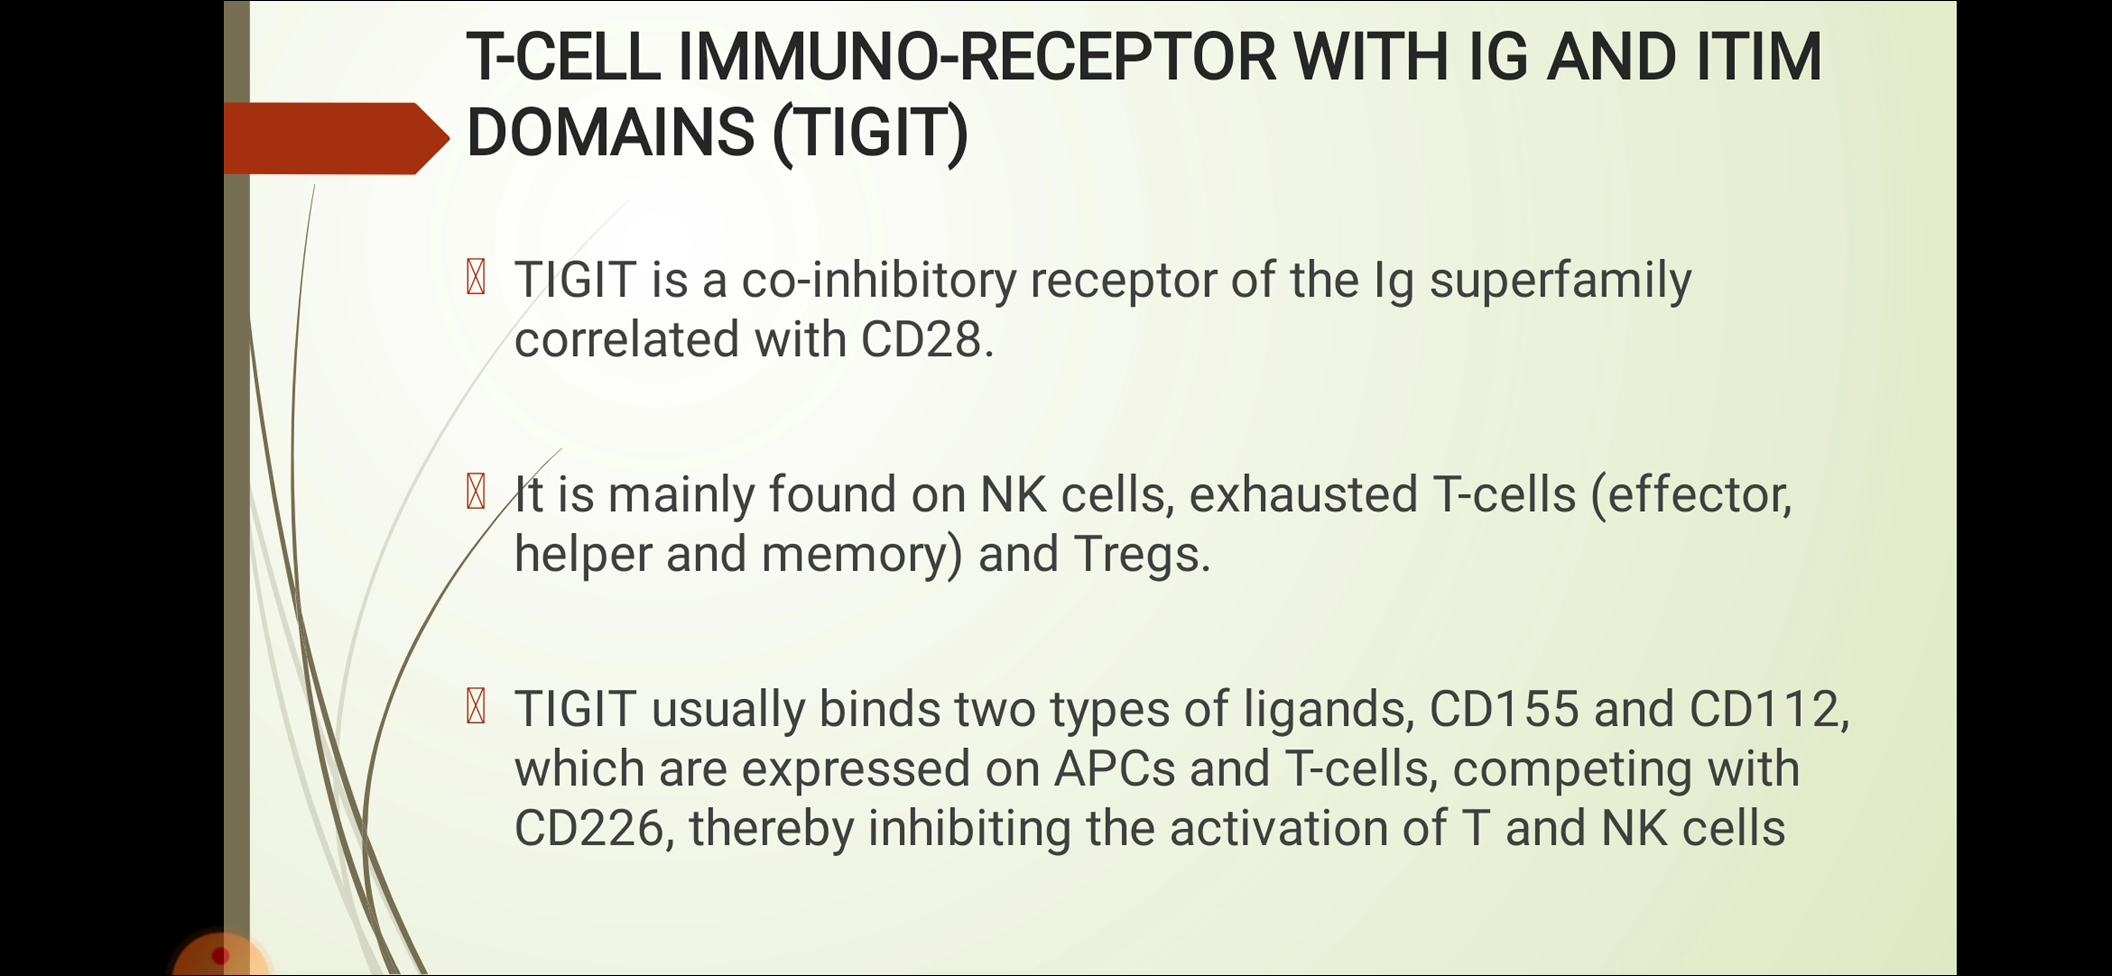 T-CELL IMMUNO-RECEPTOR WITH IG AND ITIM
DOMAINS (TIGIT)
TIGIT is a co-inhibitory receptor of the Ig superfamily
correlated with CD28.
It is mainly found on NK cells, exhausted T-cells (effector,
helper and memory) and Tregs.
TIGIT usually binds two types of ligands, CD155 and CD112,
which are expressed on APCs and T-cells, competing with
CD226, thereby inhibiting the activation of T and NK cells